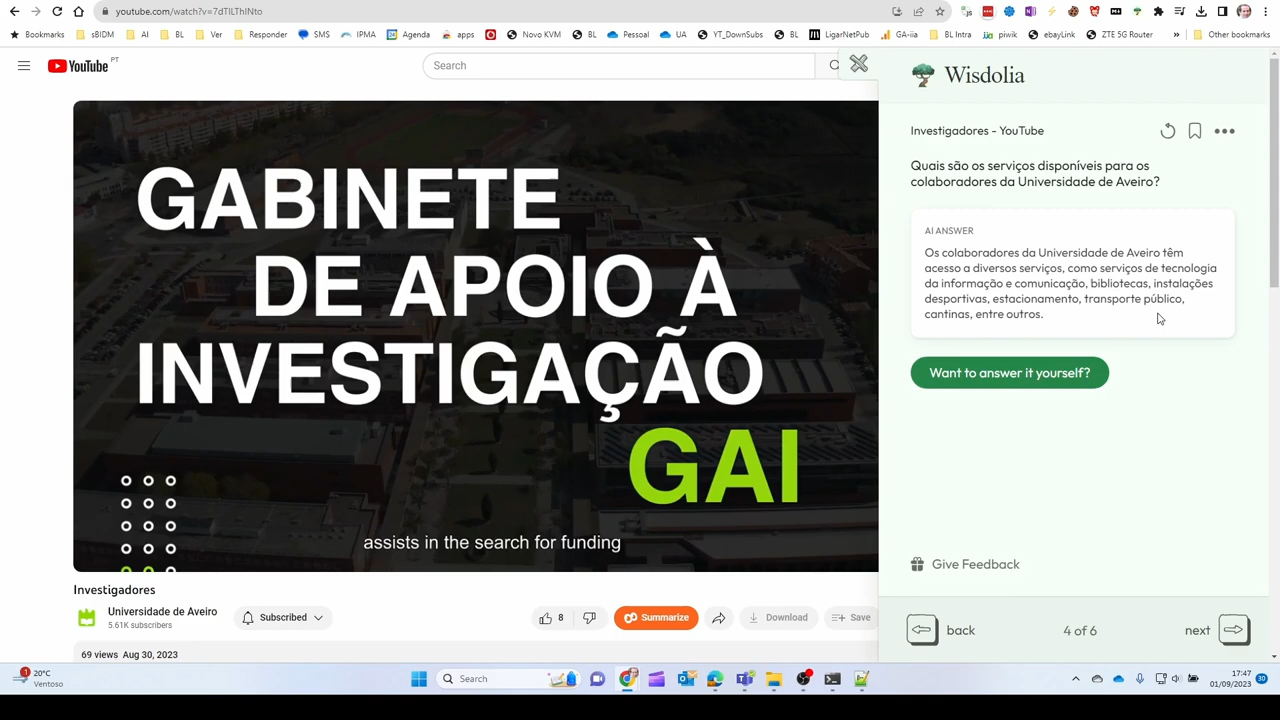 youtube.com/watch?v=7dTlLThINto
Bookmarks sBIDM AI BL Ver Responder SMS IPMA Agenda apps Novo KVM BL Pessoal UA YT_DownSubs BL LigarNetPub GA-iia BL Intra piwik ebayLink ZTE 5G Router » Other bookmarks
YouTube PT
Search
GABINETE
DE APOIO À
INVESTIGAÇÃO
GAI
assists in the search for funding
Investigadores
Universidade de Aveiro
5.61K subscribers
Subscribed
8
Summarize
Download
Save
69 views Aug 30, 2023
Wisdolia
Investigadores - YouTube
Quais são os serviços disponíveis para os
colaboradores da Universidade de Aveiro?
AI ANSWER
Os colaboradores da Universidade de Aveiro têm
acesso a diversos serviços, como serviços de tecnologia
da informação e comunicação, bibliotecas, instalações
desportivas, estacionamento, transporte público,
cantinas, entre outros.
Want to answer it yourself?
Give Feedback
back
4 of 6
next
1
20°C
Ventoso
Search
17:47
01/09/2023
30